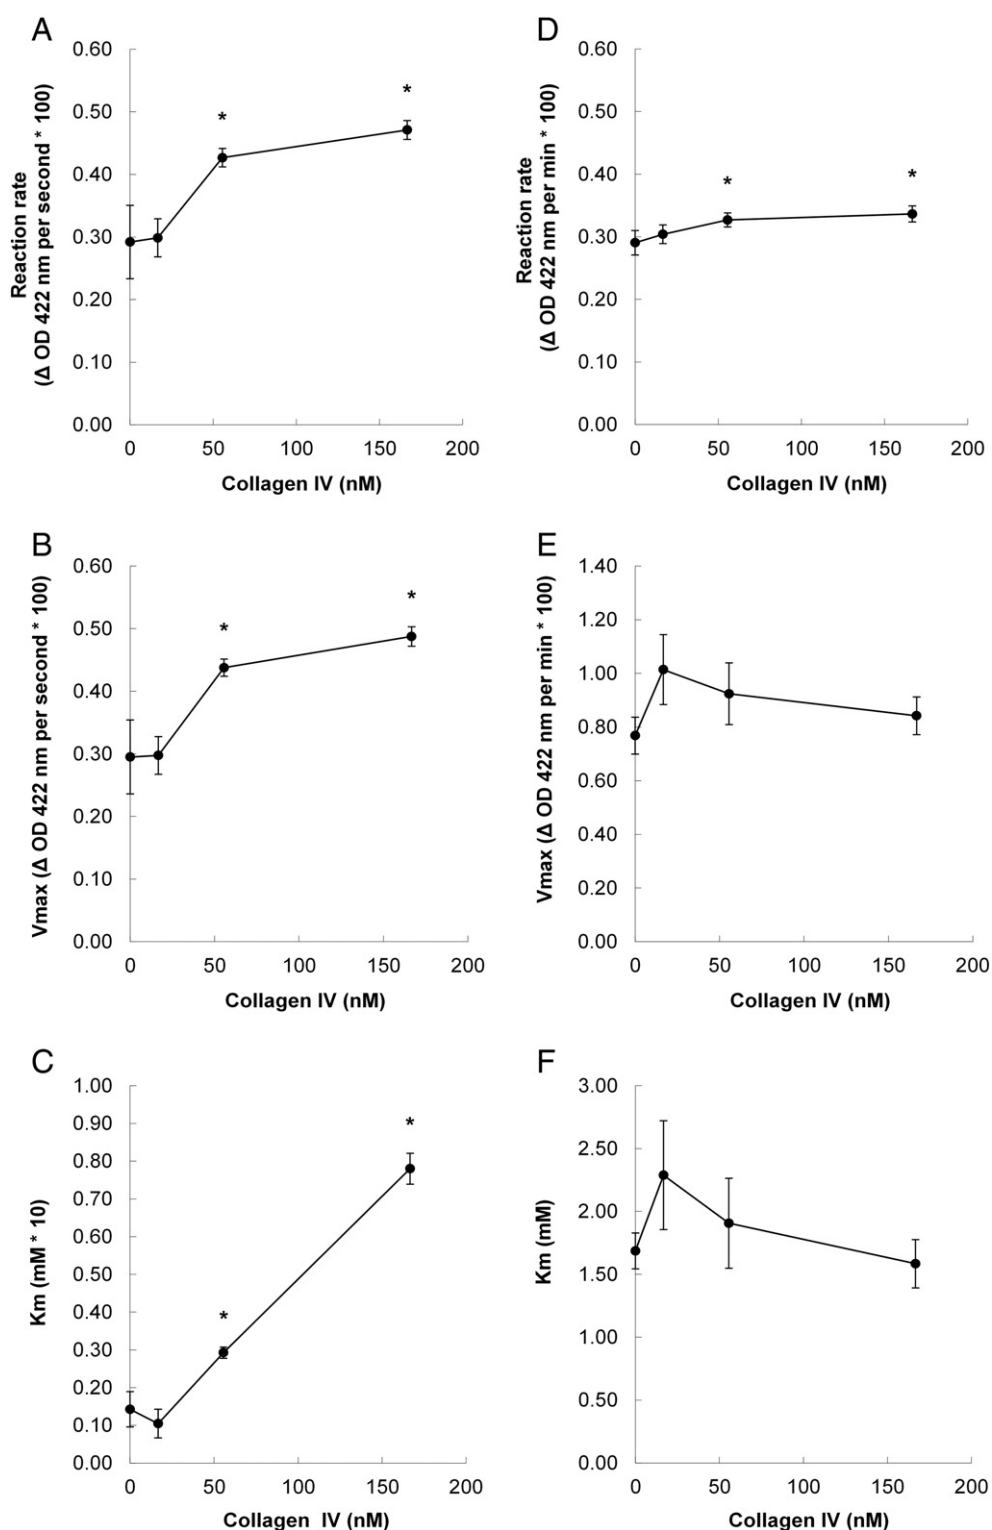 A
Reaction rate
(Δ OD 422 nm per second * 100)
0.60
0.50
0.40
0.30
0.20
0.10
0.00
*
*
0 50 100 150 200
Collagen IV (nM)
D
Reaction rate
(Δ OD 422 nm per min * 100)
0.60
0.50
0.40
0.30
0.20
0.10
0.00
*
*
0 50 100 150 200
Collagen IV (nM)
B
Vmax (Δ OD 422 nm per second * 100)
0.60
0.50
0.40
0.30
0.20
0.10
0.00
*
*
0 50 100 150 200
Collagen IV (nM)
E
Vmax (Δ OD 422 nm per min * 100)
1.40
1.20
1.00
0.80
0.60
0.40
0.20
0.00
0 50 100 150 200
Collagen IV (nM)
C
Km (mM * 10)
1.00
0.90
0.80
0.70
0.60
0.50
0.40
0.30
0.20
0.10
0.00
*
*
0 50 100 150 200
Collagen IV (nM)
F
Km (mM)
3.00
2.50
2.00
1.50
1.00
0.50
0.00
0 50 100 150 200
Collagen IV (nM)